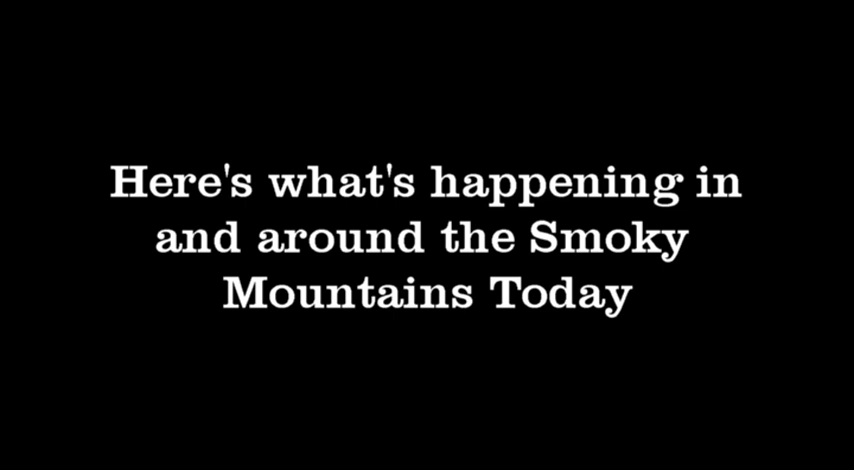 Here's what's happening in
and around the Smoky
Mountains Today